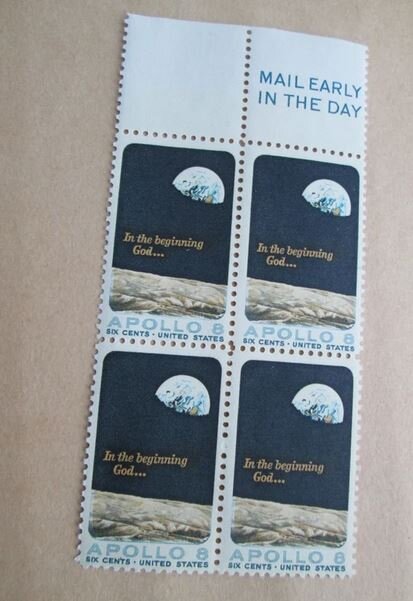 MAIL EARLY
IN THE DAY
In the beginning
God...
APOLLO 8
SIX CENTS · UNITED STATES
In the beginning
God...
APOLLO 8
SIX CENTS · UNITED STATES
In the beginning
God...
APOLLO 8
SIX CENTS · UNITED STATES
In the beginning
God...
APOLLO 8
SIX CENTS · UNITED STATES